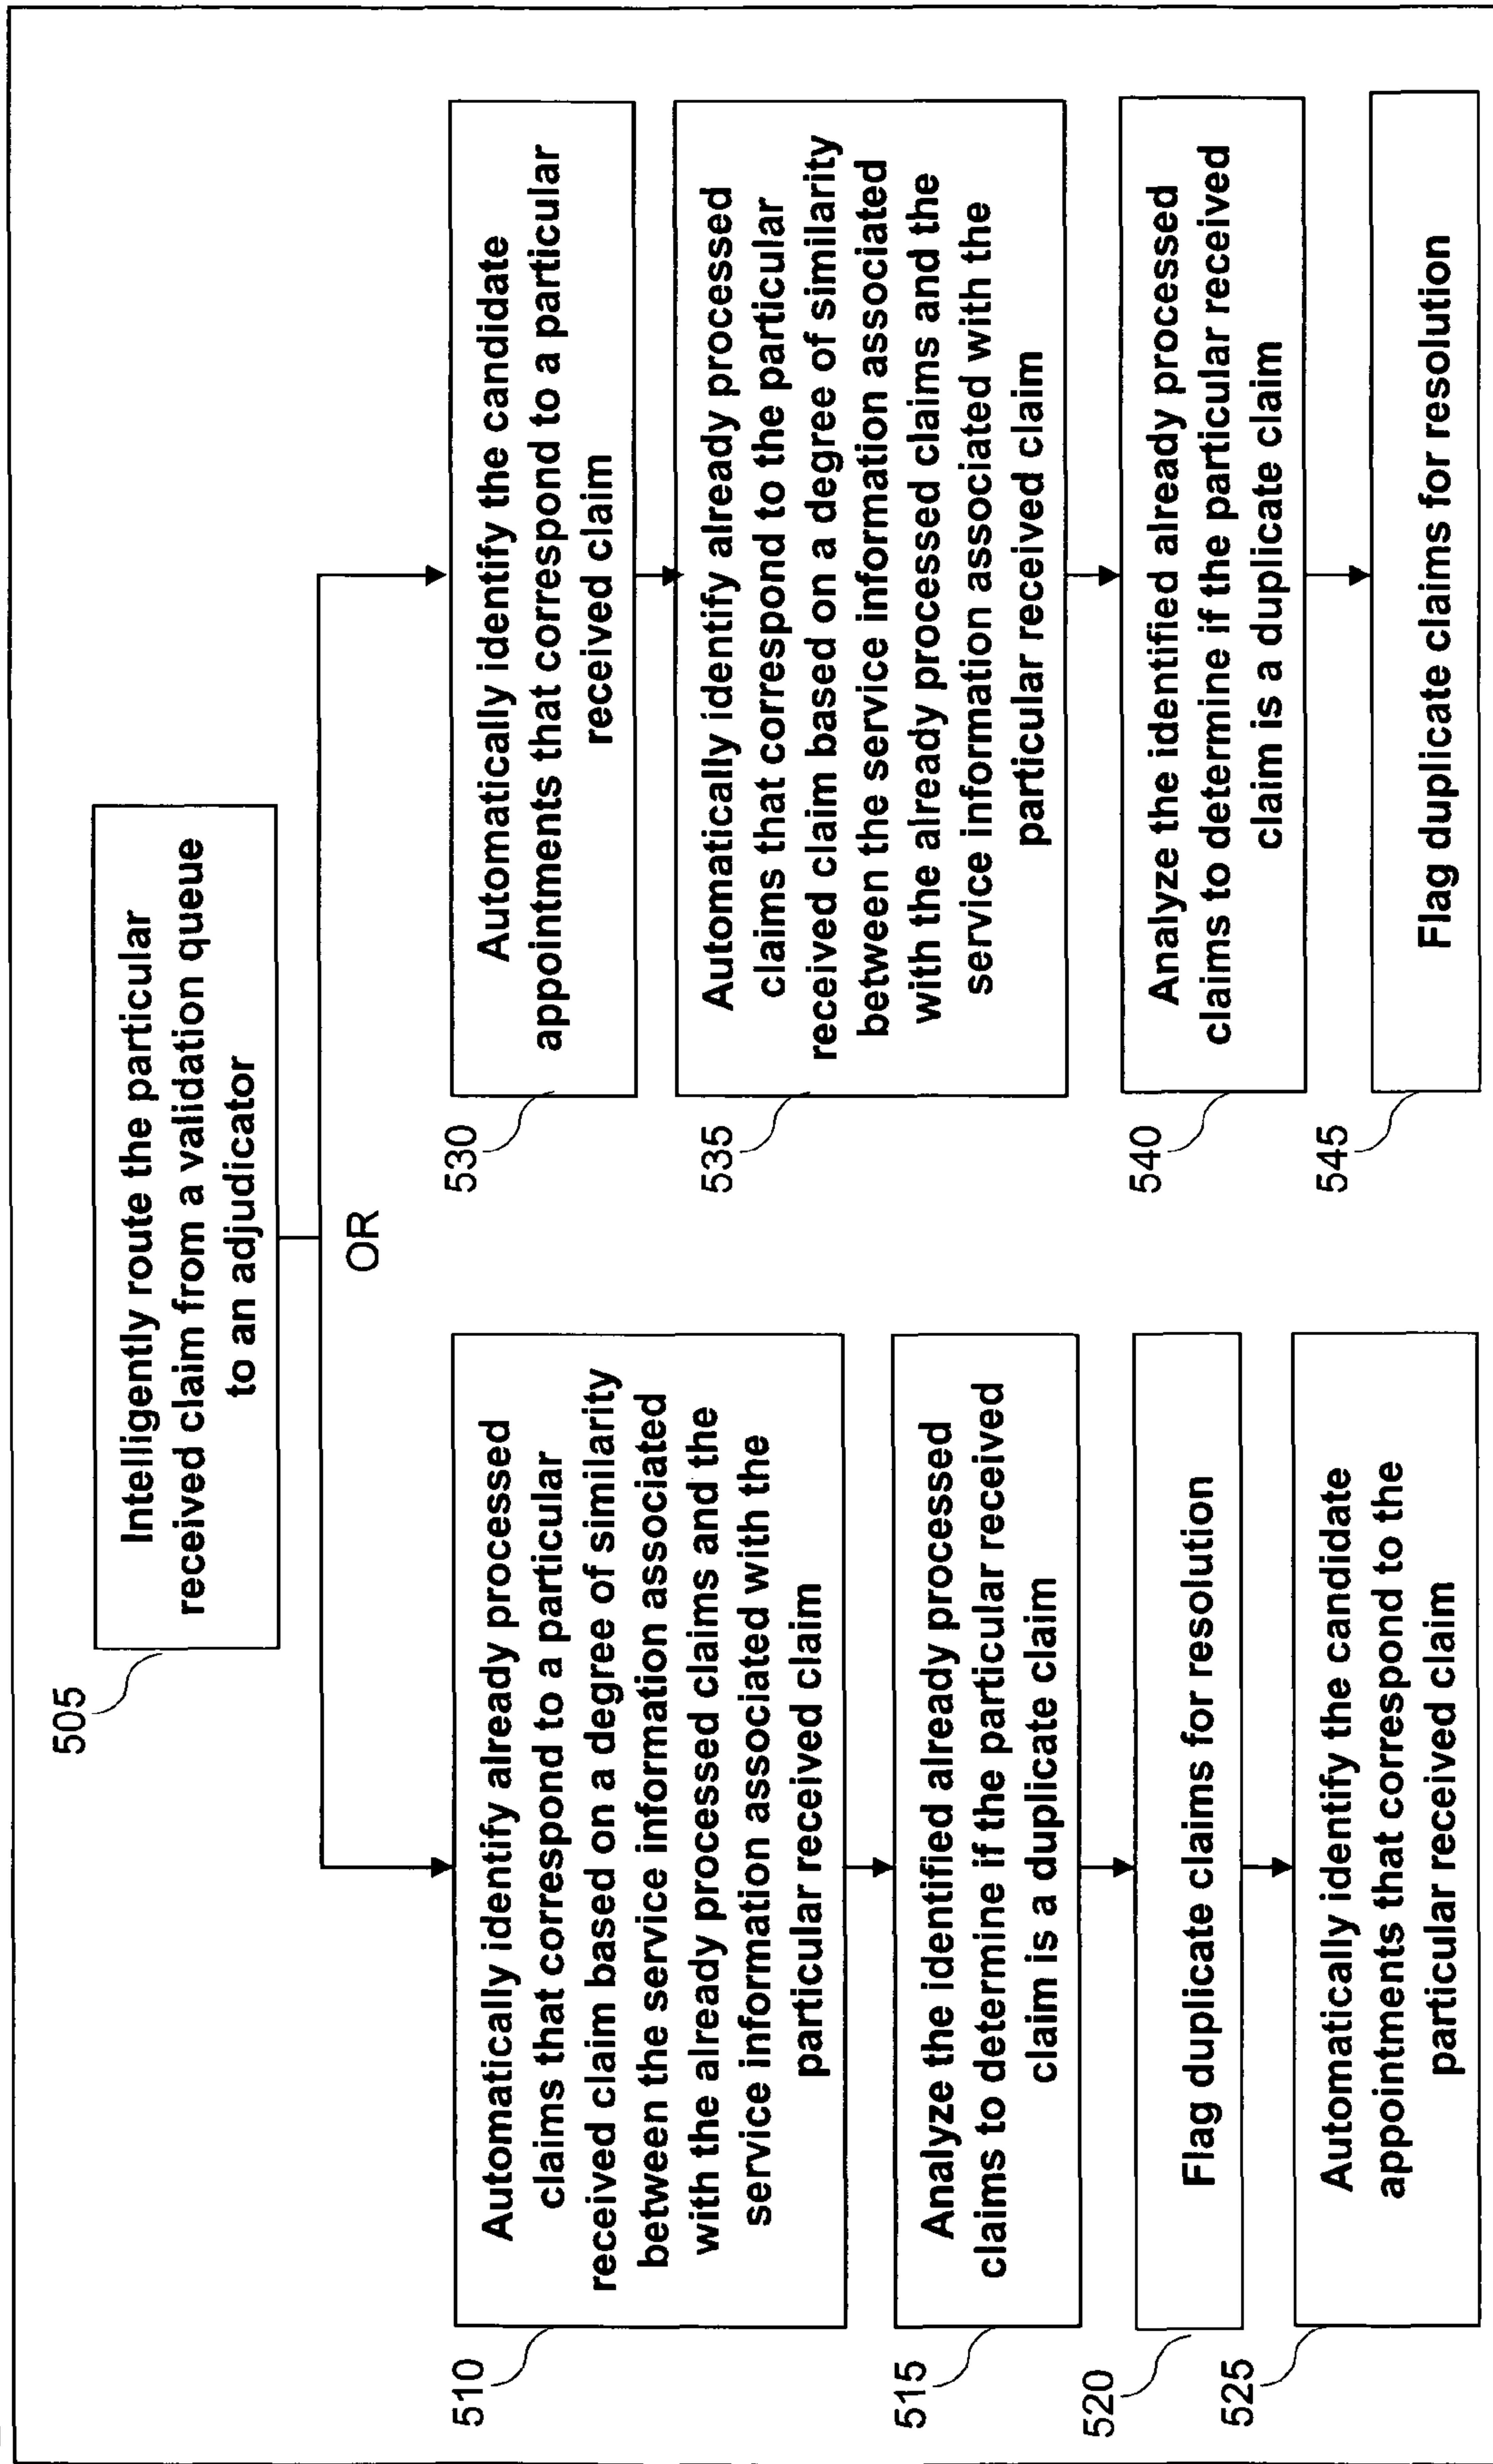 505
Intelligently route the particular
received claim from a validation queue
to an adjudicator
OR
510
Automatically identify already processed
claims that correspond to a particular
received claim based on a degree of similarity
between the service information associated
with the already processed claims and the
service information associated with the
particular received claim
515
Analyze the identified already processed
claims to determine if the particular received
claim is a duplicate claim
520
Flag duplicate claims for resolution
525
Automatically identify the candidate
appointments that correspond to the
particular received claim
530
Automatically identify the candidate
appointments that correspond to a particular
received claim
535
Automatically identify already processed
claims that correspond to the particular
received claim based on a degree of similarity
between the service information associated
with the already processed claims and the
service information associated with the
particular received claim
540
Analyze the identified already processed
claims to determine if the particular received
claim is a duplicate claim
545
Flag duplicate claims for resolution